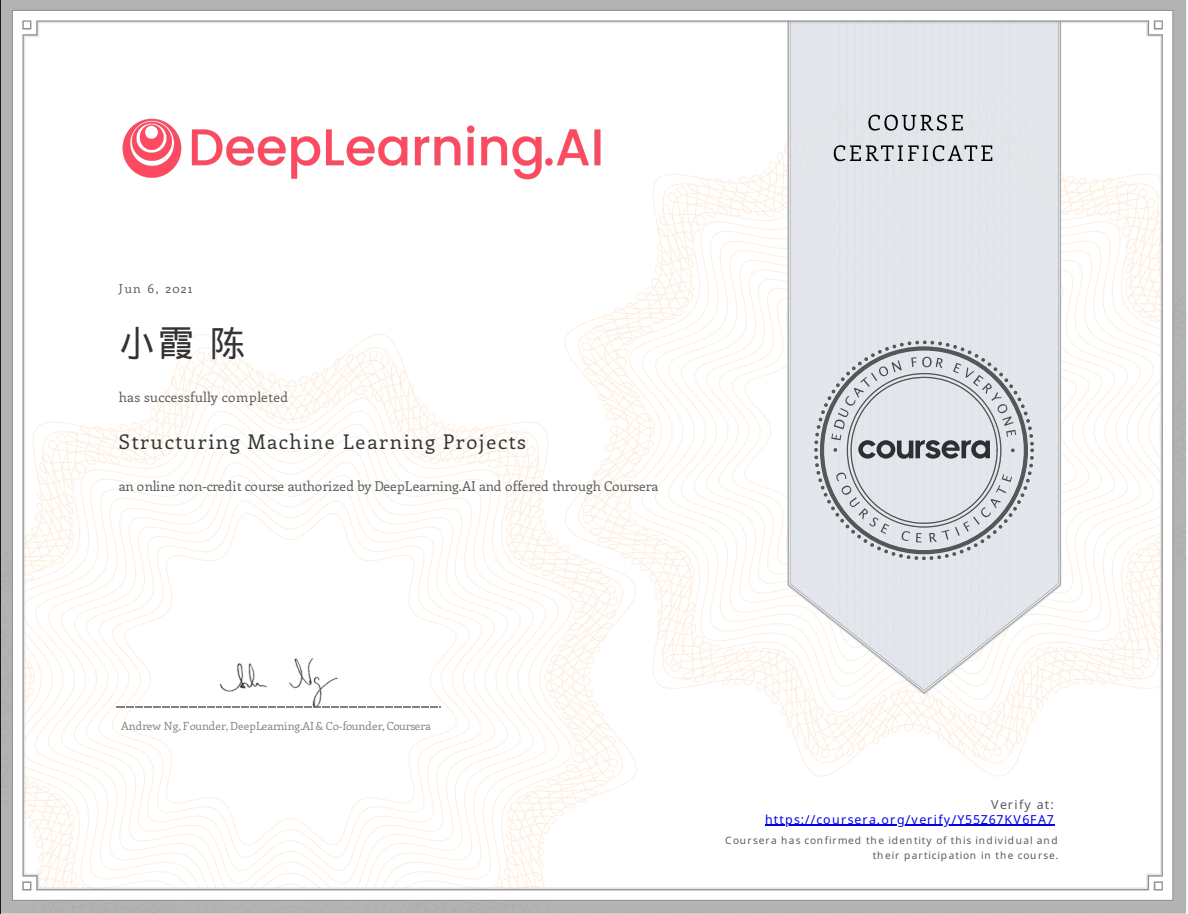 DeepLearning.AI
COURSE
CERTIFICATE
Jun 6, 2021
小霞 陈
has successfully completed
Structuring Machine Learning Projects
an online non-credit course authorized by DeepLearning.AI and offered through Coursera
EDUCATION FOR EVERYONE
coursera
COURSE CERTIFICATE
Andrew Ng, Founder, DeepLearning.AI & Co-founder, Coursera
Verify at:
https://coursera.org/verify/Y55Z67KV6FA7
Coursera has confirmed the identity of this individual and
their participation in the course.